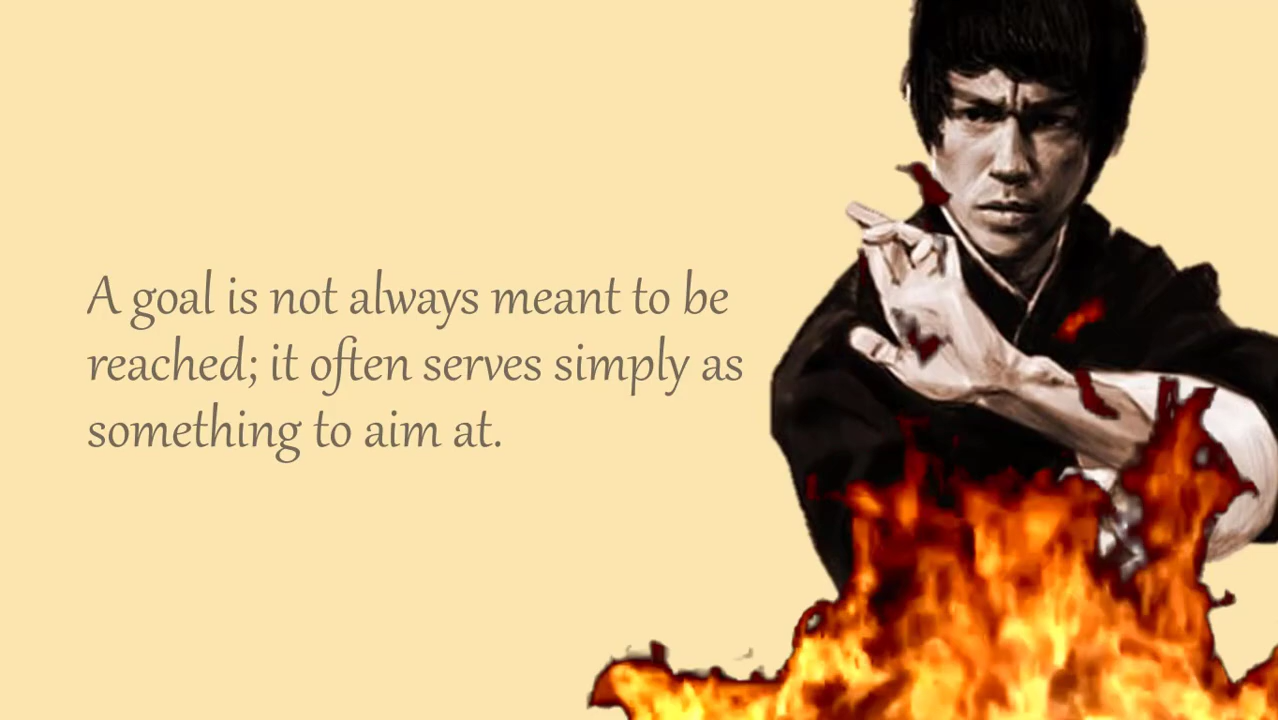 A goal is not always meant to be
reached; it often serves simply as
something to aim at.